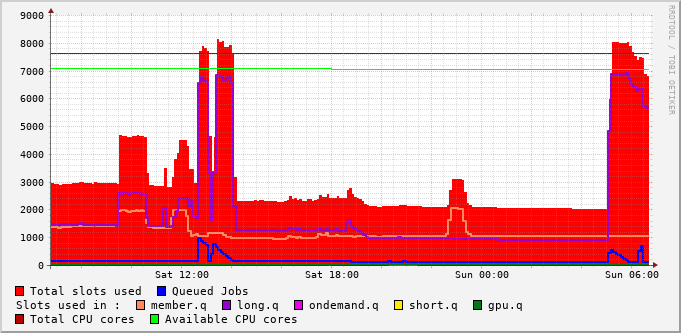 RRDTOOL / TOBI OETIKER
9000
8000
7000
6000
5000
4000
3000
2000
1000
0
Sat 12:00 Sat 18:00 Sun 00:00 Sun 06:00
Total slots used Queued Jobs
Slots used in : member.q long.q ondemand.q short.q gpu.q
Total CPU cores Available CPU cores